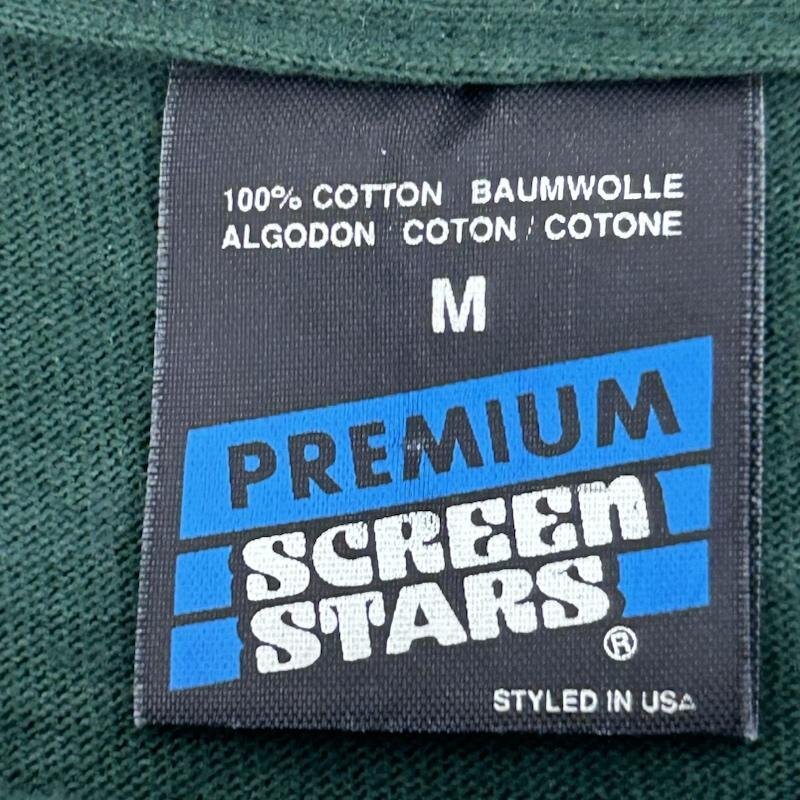 100% COTTON BAUMWOLLE
ALGODON COTON / COTONE
M
PREMIUM
SCREEN
STARS ®
STYLED IN USA